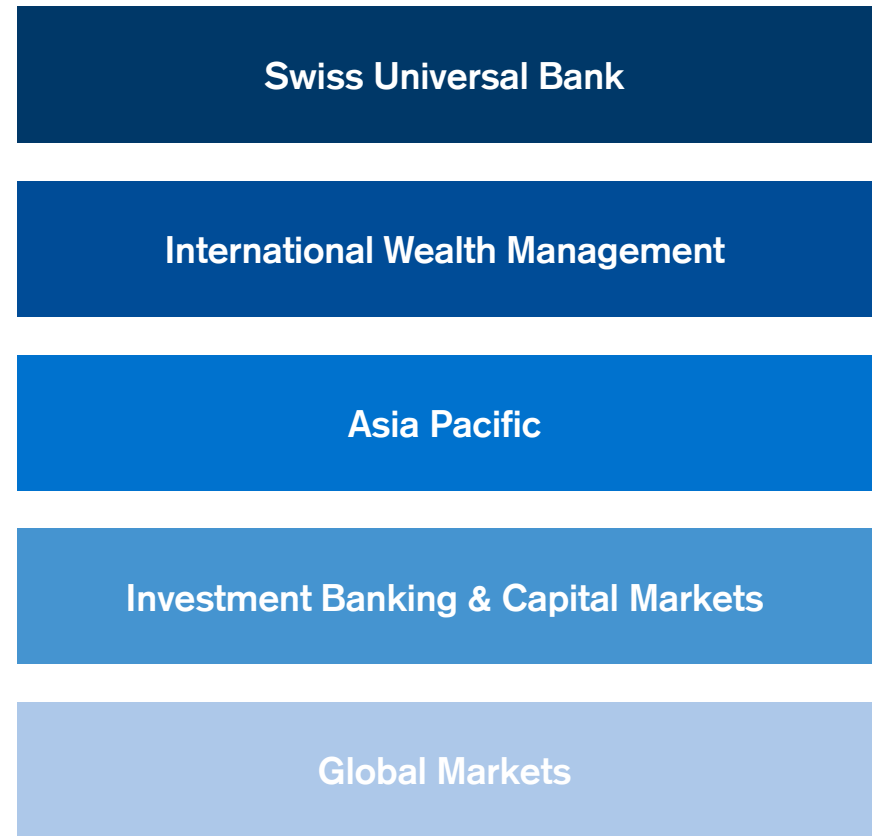 Swiss Universal Bank
International Wealth Management
Asia Pacific
Investment Banking & Capital Markets
Global Markets